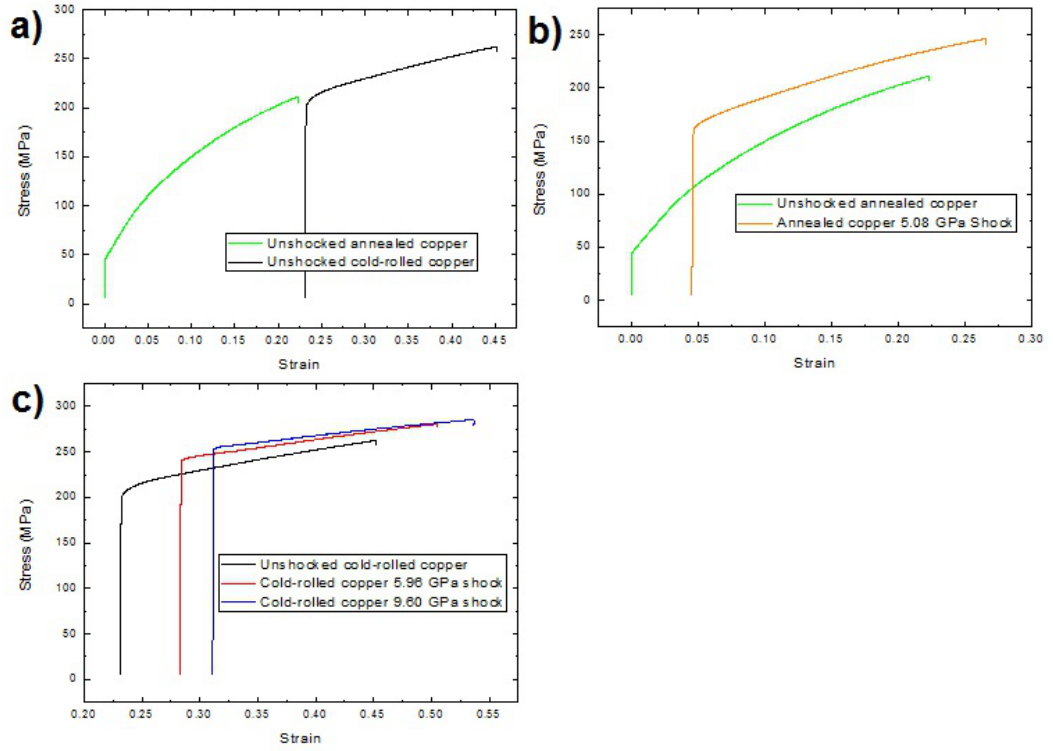 a)
300
250
200
150
100
50
0
Stress (MPa)
Unshocked annealed copper
Unshocked cold-rolled copper
0.00 0.05 0.10 0.15 0.20 0.25 0.30 0.35 0.40 0.45
Strain
b)
250
200
150
100
50
0
Stress (MPa)
Unshocked annealed copper
Annealed copper 5.08 GPa Shock
0.00 0.05 0.10 0.15 0.20 0.25 0.30
Strain
c)
300
250
200
150
100
50
0
Stress (MPa)
Unshocked cold-rolled copper
Cold-rolled copper 5.96 GPa shock
Cold-rolled copper 9.60 GPa shock
0.20 0.25 0.30 0.35 0.40 0.45 0.50 0.55
Strain